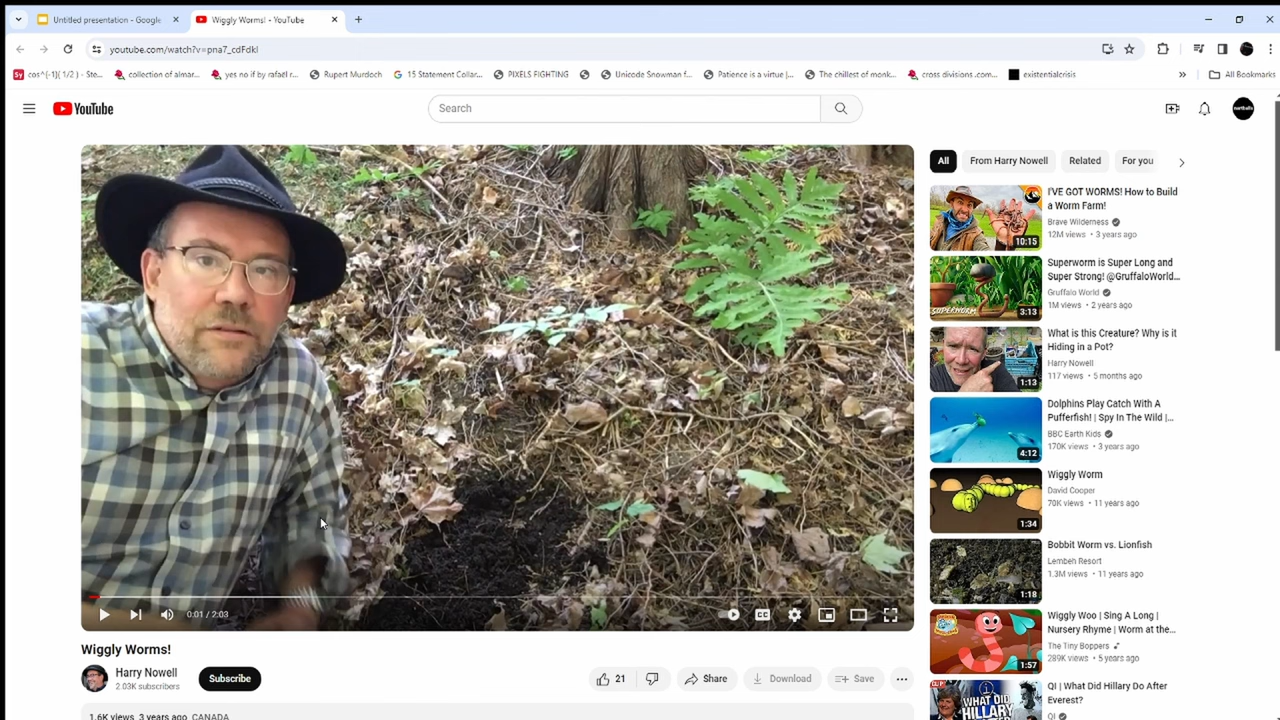 Untitled presentation - Google
Wiggly Worms! - YouTube
youtube.com/watch?v=pna7_cdFdkI
cos^{-1}( 1/2 ) - Ste...
collection of almar...
yes no if by rafael r...
Rupert Murdoch
15 Statement Collar...
PIXELS FIGHTING
Unicode Snowman f...
Patience is a virtue |...
The chillest of monk...
cross divisions .com...
existentialcrisis
»
All Bookmarks
YouTube
Search
All
From Harry Nowell
Related
For you
I'VE GOT WORMS! How to Build
a Worm Farm!
Brave Wilderness
12M views • 3 years ago
10:15
Superworm is Super Long and
Super Strong! @GruffaloWorld...
Gruffalo World
1M views • 2 years ago
SUPERWORM
3:13
What is this Creature? Why is it
Hiding in a Pot?
Harry Nowell
117 views • 5 months ago
1:13
Dolphins Play Catch With A
Pufferfish! | Spy In The Wild |...
BBC Earth Kids
170K views • 3 years ago
4:12
Wiggly Worm
David Cooper
70K views • 11 years ago
1:34
Bobbit Worm vs. Lionfish
Lembeh Resort
1.3M views • 11 years ago
1:18
Wiggly Woo | Sing A Long |
Nursery Rhyme | Worm at the...
The Tiny Boppers
289K views • 5 years ago
1:57
QI | What Did Hillary Do After
Everest?
QI
WHAT DID
HILLARY
0:01 / 2:03
CC
Wiggly Worms!
Harry Nowell
2.03K subscribers
Subscribe
21
Share
Download
Save
1.6K views 3 years ago CANADA